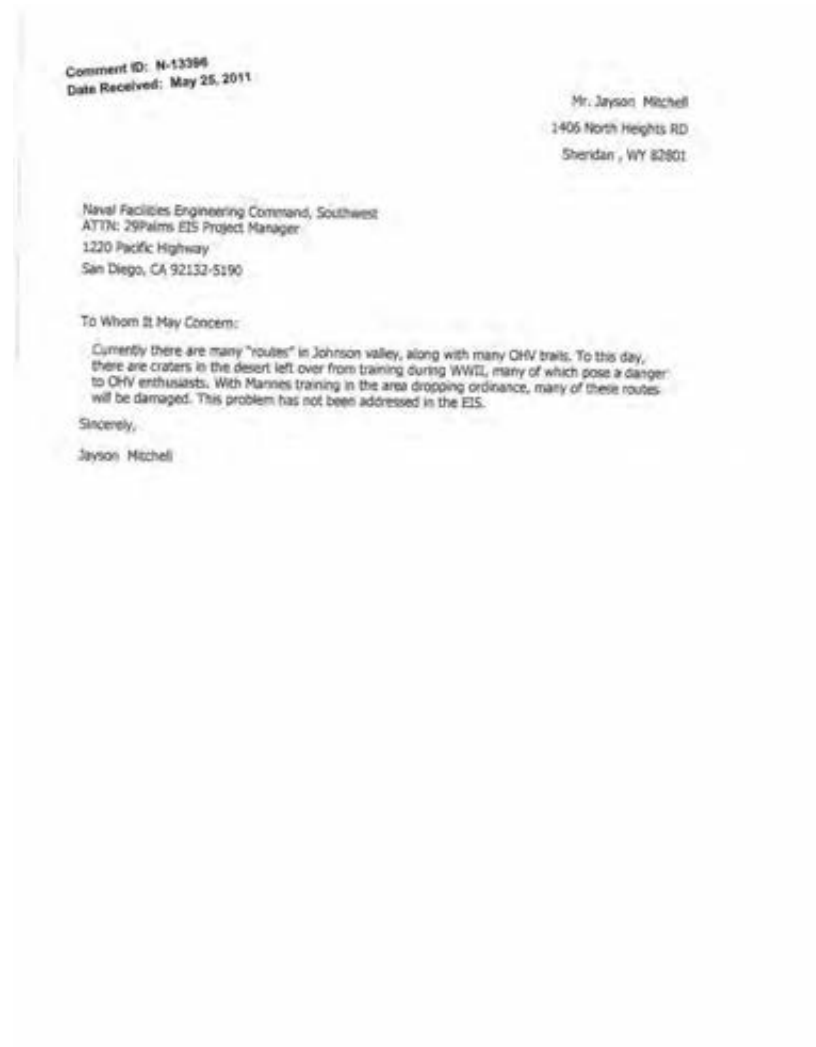 Comment ID: N-13396
Date Received: May 25, 2011
Mr. Jayson Mitchell
1405 North Heights RD
Sheridan , WY 82801
Naval Facilities Engineering Command, Southwest
ATTN: 29Palms EIS Project Manager
1220 Pacific Highway
San Diego, CA 92132-5190
To Whom It May Concern:
Currently there are many "routes" in Johnson valley, along with many OHV trails. To this day,
there are craters in the desert left over from training during WWII, many of which pose a danger
to OHV enthusiasts. With Marines training in the area dropping ordinance, many of these routes
will be damaged. This problem has not been addressed in the EIS.
Sincerely,
Jayson Mitchell